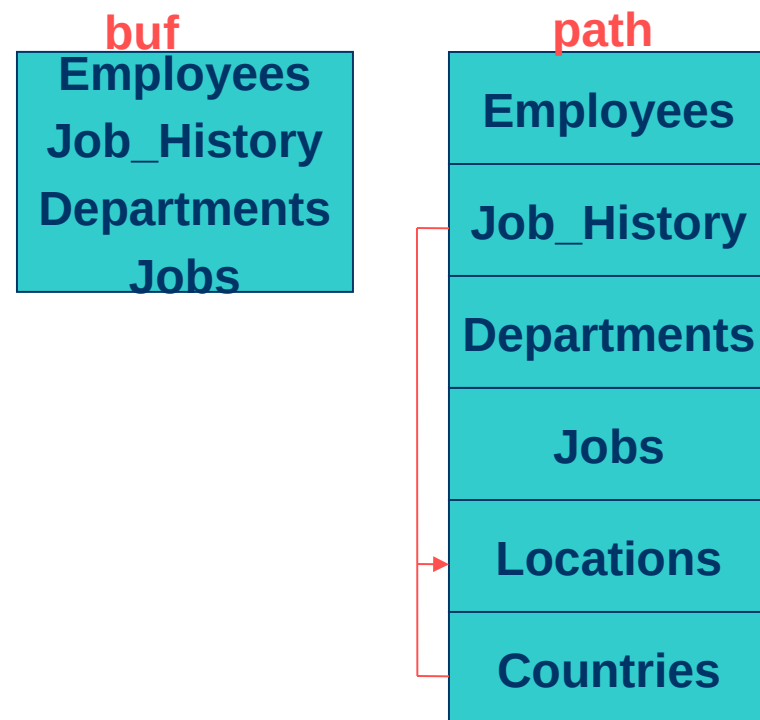 buf
Employees
Job_History
Departments
Jobs
path
Employees
Job_History
Departments
Jobs
Locations
Countries